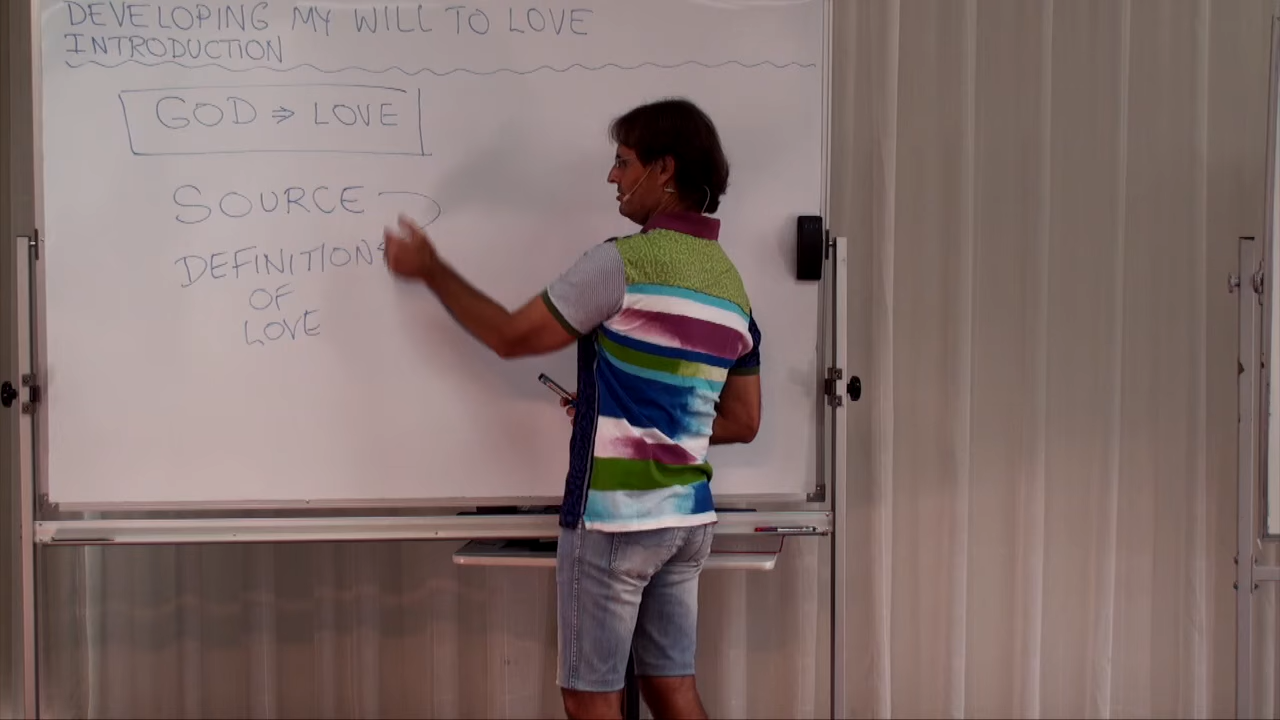 DEVELOPING MY WILL TO LOVE
INTRODUCTION
GOD ⇒ LOVE
SOURCE
DEFINITION
OF
LOVE